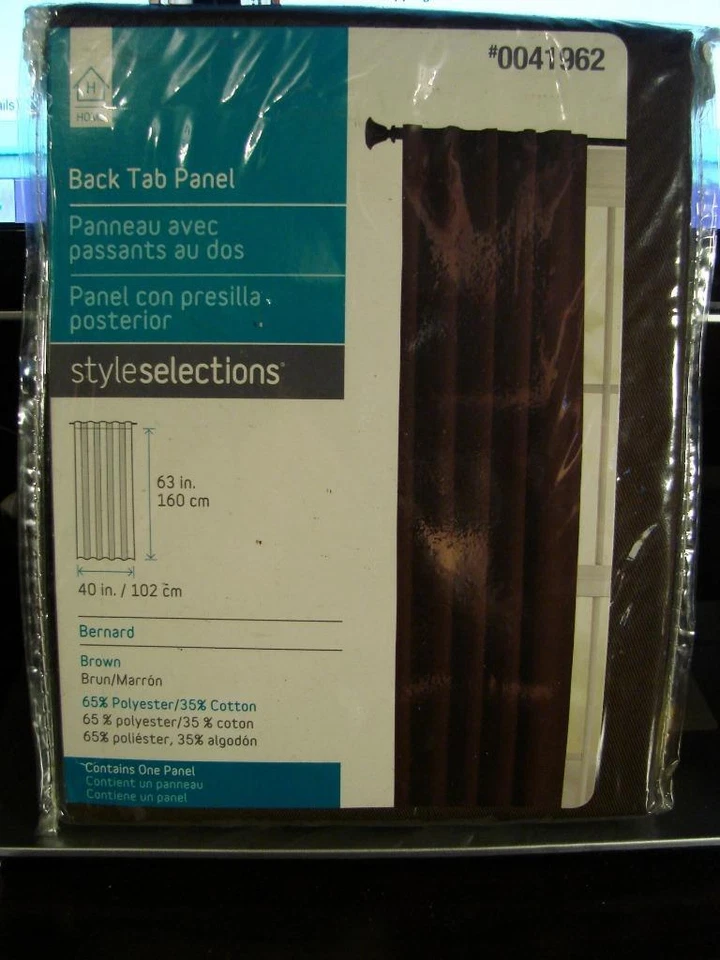 #0041962
H
Back Tab Panel
Panneau avec
passants au dos
Panel con presilla
posterior
styleselections
63 in.
160 cm
40 in. / 102 cm
Bernard
Brown
Brun/Marrón
65% Polyester/35% Cotton
65 % polyester/35 % coton
65% poliéster, 35% algodón
Contains One Panel
Contient un panneau
Contiene un panel